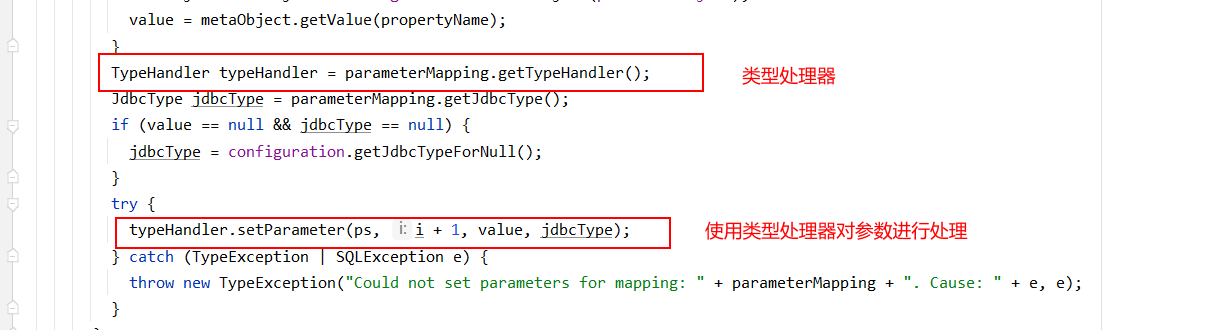 value = metaObject.getValue(propertyName);
}
TypeHandler typeHandler = parameterMapping.getTypeHandler();
类型处理器
JdbcType jdbcType = parameterMapping.getJdbcType();
if (value == null && jdbcType == null) {
jdbcType = configuration.getJdbcTypeForNull();
}
try {
typeHandler.setParameter(ps, i: i + 1, value, jdbcType);
使用类型处理器对参数进行处理
} catch (TypeException | SQLException e) {
throw new TypeException("Could not set parameters for mapping: " + parameterMapping + ". Cause: " + e, e);
}